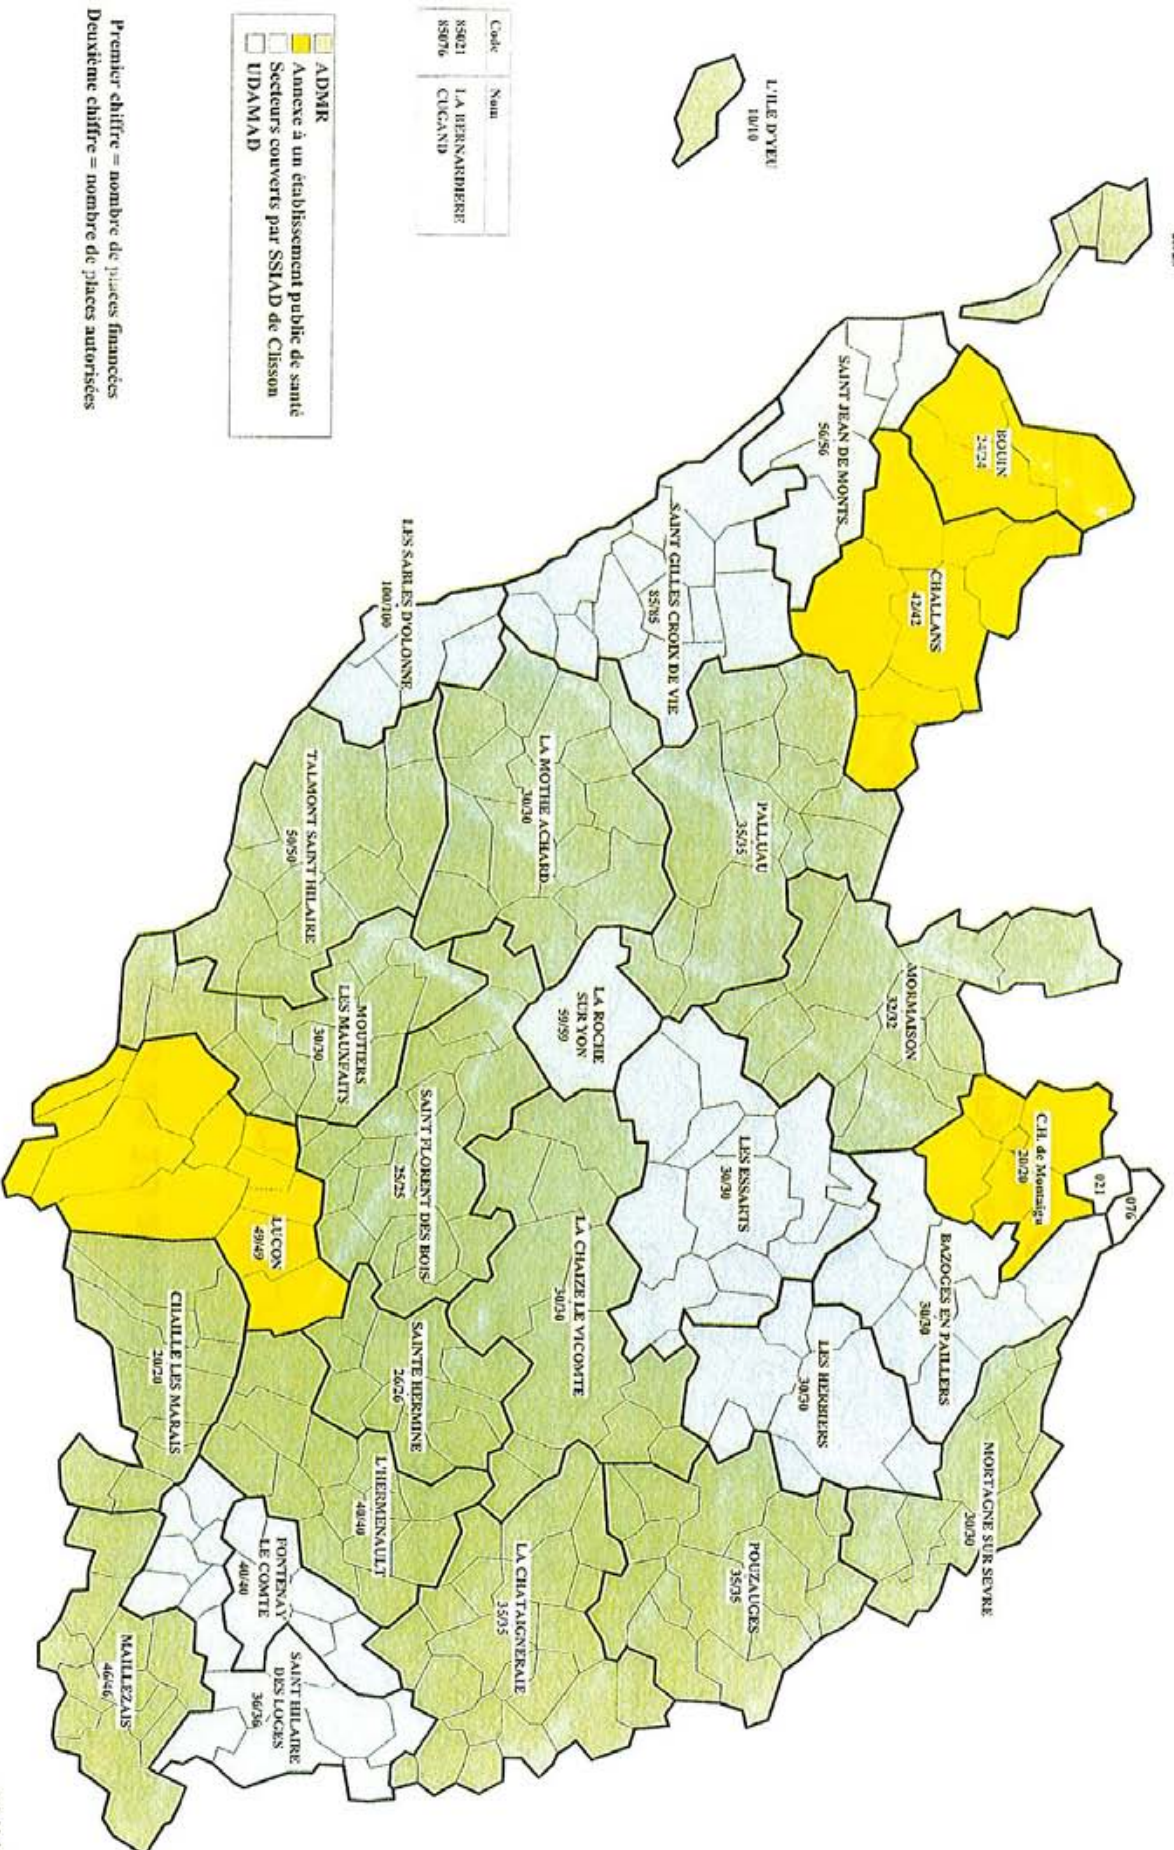 L'ILE D'YEU
10/10
BOUIN
24/24
SAINT JEAN DE MONTS
56/56
CHALLANS
42/42
SAINT GILLES CROIX DE VIE
85/85
LES SABLES D'OLONNE
100/100
PALLUAU
35/35
LA MOTHE ACHARD
30/30
TALMONT SAINT HILAIRE
50/50
MORMAISON
32/32
LA ROCHE
SUR YON
59/59
MOUTIERS
LES MAUXFAITS
30/30
C.H. de Montaigu
20/20
021
076
LES ESSARTS
30/30
SAINT FLORENT DES BOIS
25/25
BAZOGES EN PAILLERS
30/30
LA CHAIZE LE VICOMTE
30/30
LUCON
49/49
LES HERBIERS
30/30
SAINTE HERMINE
26/26
CHAILLE LES MARAIS
20/20
MORTAGNE SUR SEVRE
30/30
L'HERMENAULT
40/40
POUZAUGES
35/35
LA CHATAIGNERAIE
35/35
FONTENAY
LE COMTE
40/40
SAINT HILAIRE
DES LOGES
36/36
MAILLEZAIS
46/46
Code Nom
85021 LA BERNARDIERE
85076 CUGAND
ADMR
Annexe à un établissement public de santé
Secteurs couverts par SSIAD de Clisson
UDAMAD
Premier chiffre = nombre de places financées
Deuxième chiffre = nombre de places autorisées